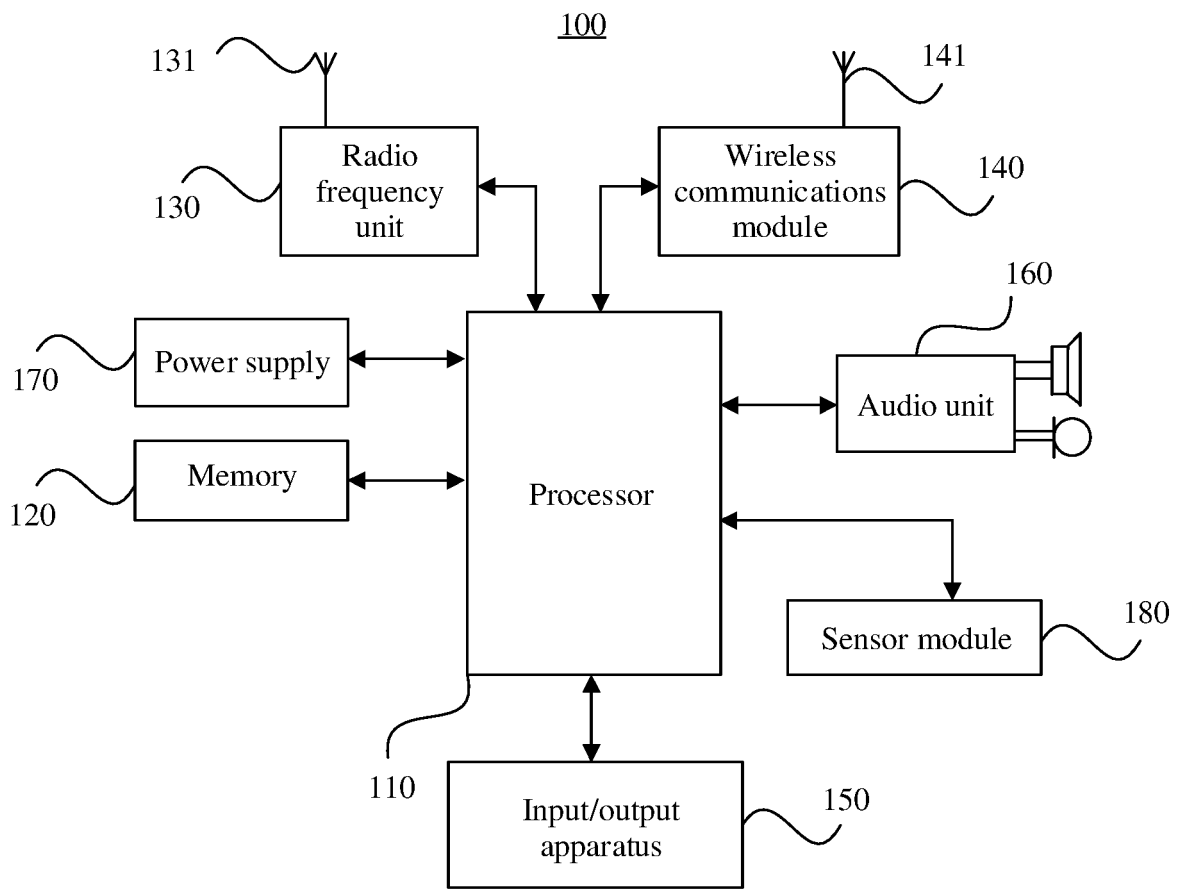 100
131
141
Radio
frequency
unit
Wireless
communications
module
130
140
160
Power supply
170
Audio unit
Memory
120
Processor
Sensor module
180
110
Input/output
apparatus
150